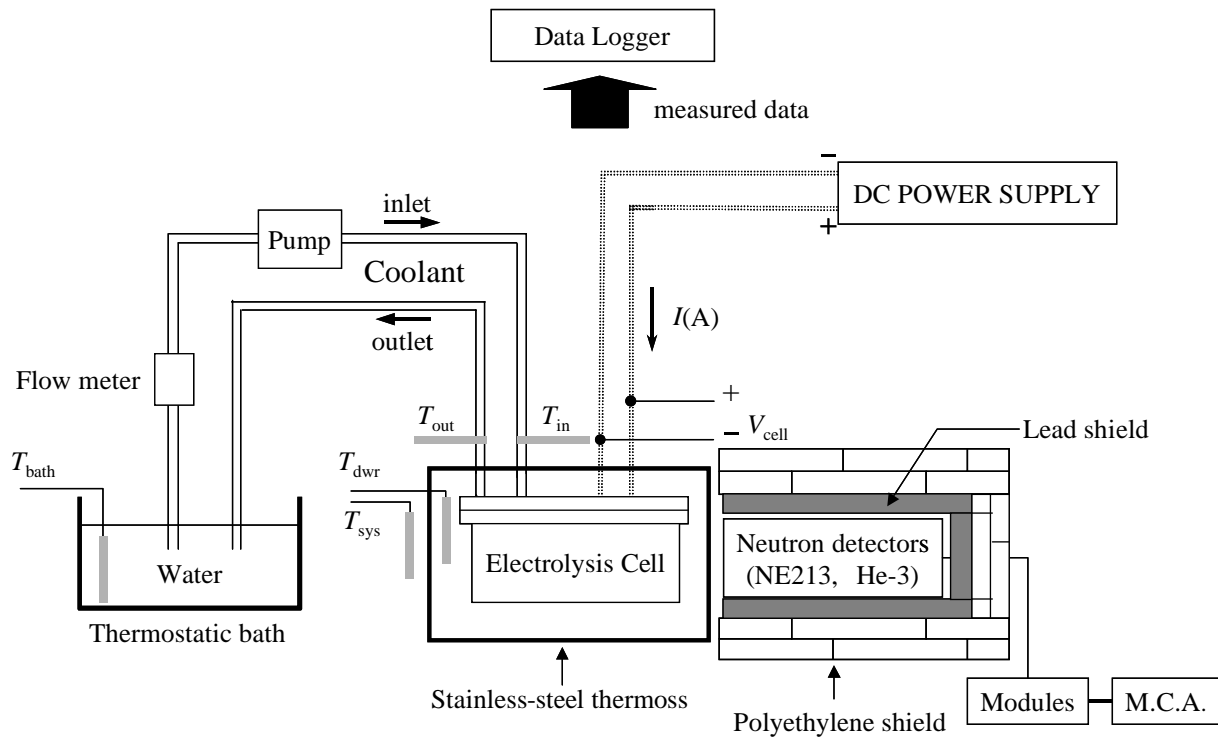 Data Logger
measured data
−
DC POWER SUPPLY
+
inlet
Pump
Coolant
I(A)
outlet
Flow meter
+
T_out
T_in
− V_cell
Lead shield
T_bath
T_dwr
T_sys
Neutron detectors
(NE213, He-3)
Electrolysis Cell
Water
Thermostatic bath
Stainless-steel thermoss
Polyethylene shield
Modules
M.C.A.